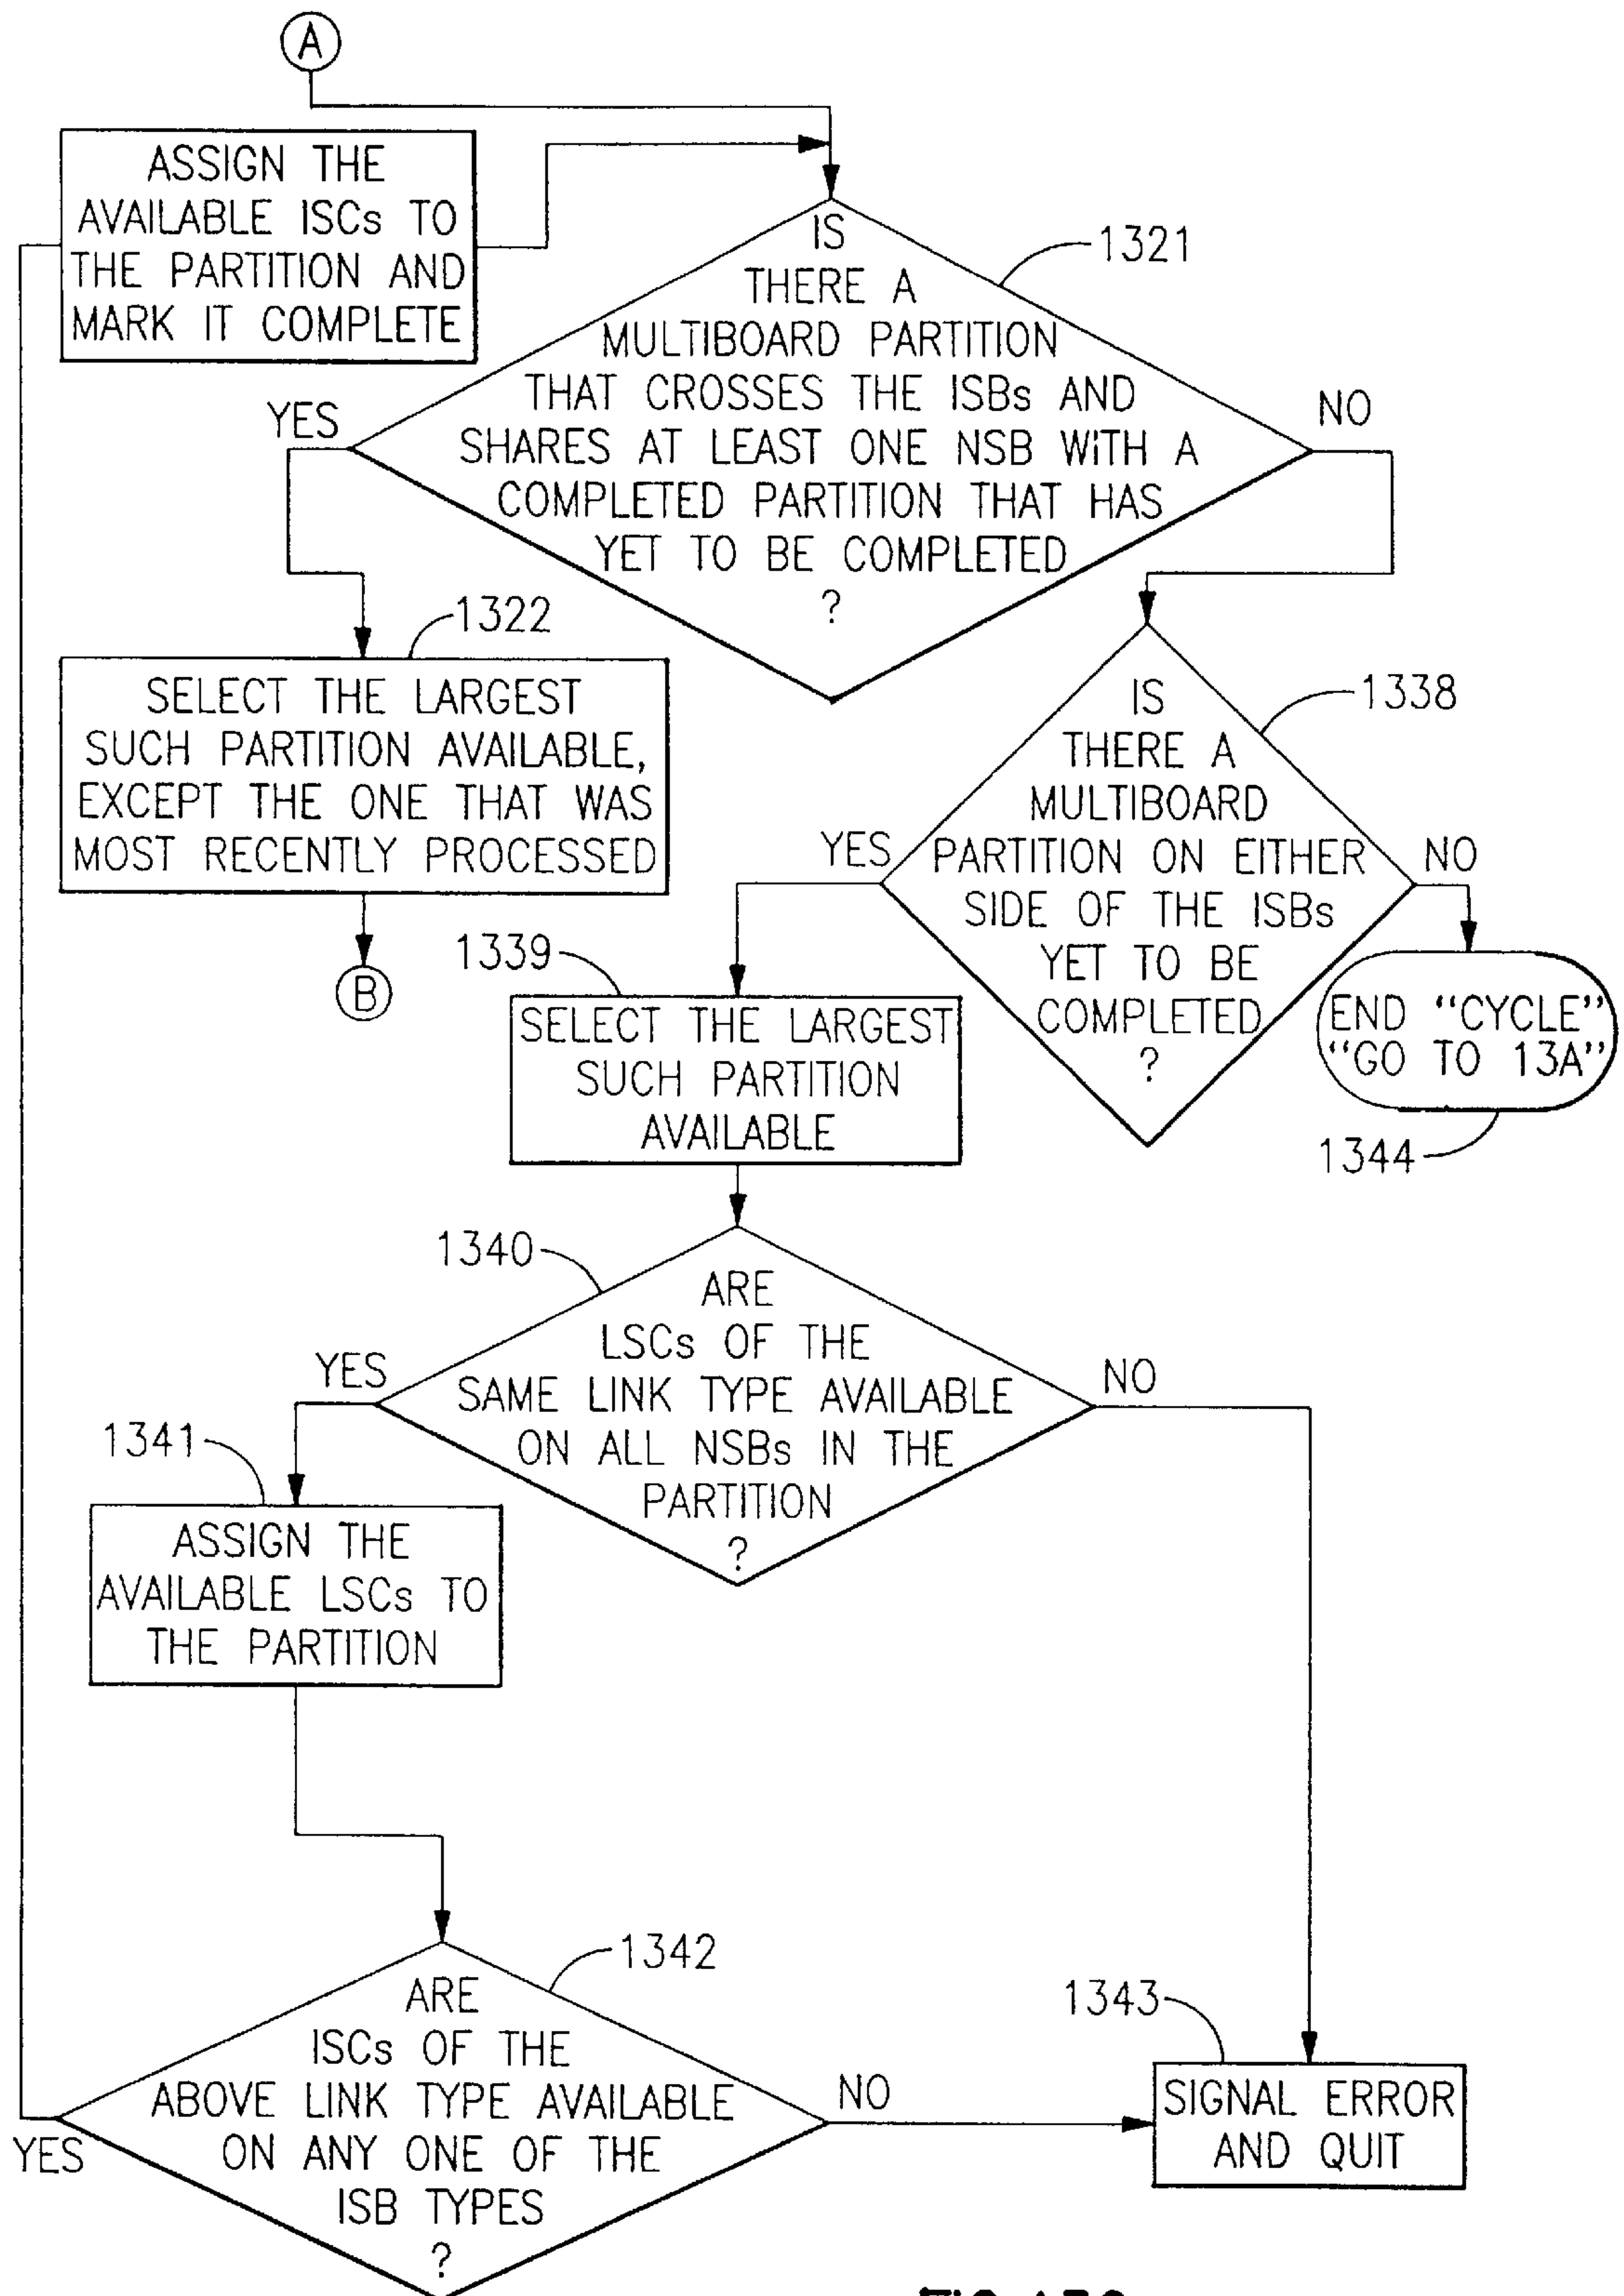 A
ASSIGN THE
AVAILABLE ISCs TO
THE PARTITION AND
MARK IT COMPLETE
IS
THERE A
MULTIBOARD PARTITION
THAT CROSSES THE ISBs AND
SHARES AT LEAST ONE NSB WITH A
COMPLETED PARTITION THAT HAS
YET TO BE COMPLETED
?
1321
YES
NO
1322
SELECT THE LARGEST
SUCH PARTITION AVAILABLE,
EXCEPT THE ONE THAT WAS
MOST RECENTLY PROCESSED
B
IS
THERE A
MULTIBOARD
PARTITION ON EITHER
SIDE OF THE ISBs
YET TO BE
COMPLETED
?
1338
YES
NO
END "CYCLE"
"GO TO 13A"
1344
1339
SELECT THE LARGEST
SUCH PARTITION
AVAILABLE
1340
ARE
LSCs OF THE
SAME LINK TYPE AVAILABLE
ON ALL NSBs IN THE
PARTITION
?
YES
NO
1341
ASSIGN THE
AVAILABLE LSCs TO
THE PARTITION
1342
ARE
ISCs OF THE
ABOVE LINK TYPE AVAILABLE
ON ANY ONE OF THE
ISB TYPES
?
YES
NO
1343
SIGNAL ERROR
AND QUIT